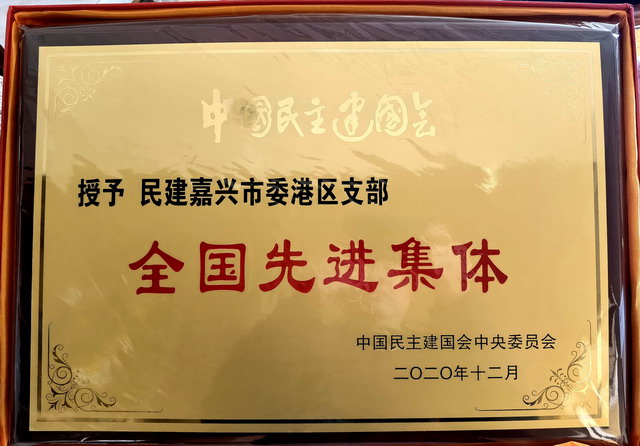 中国民主建国会
授予 民建嘉兴市委港区支部
全国先进集体
中国民主建国会中央委员会
二〇二〇年十二月